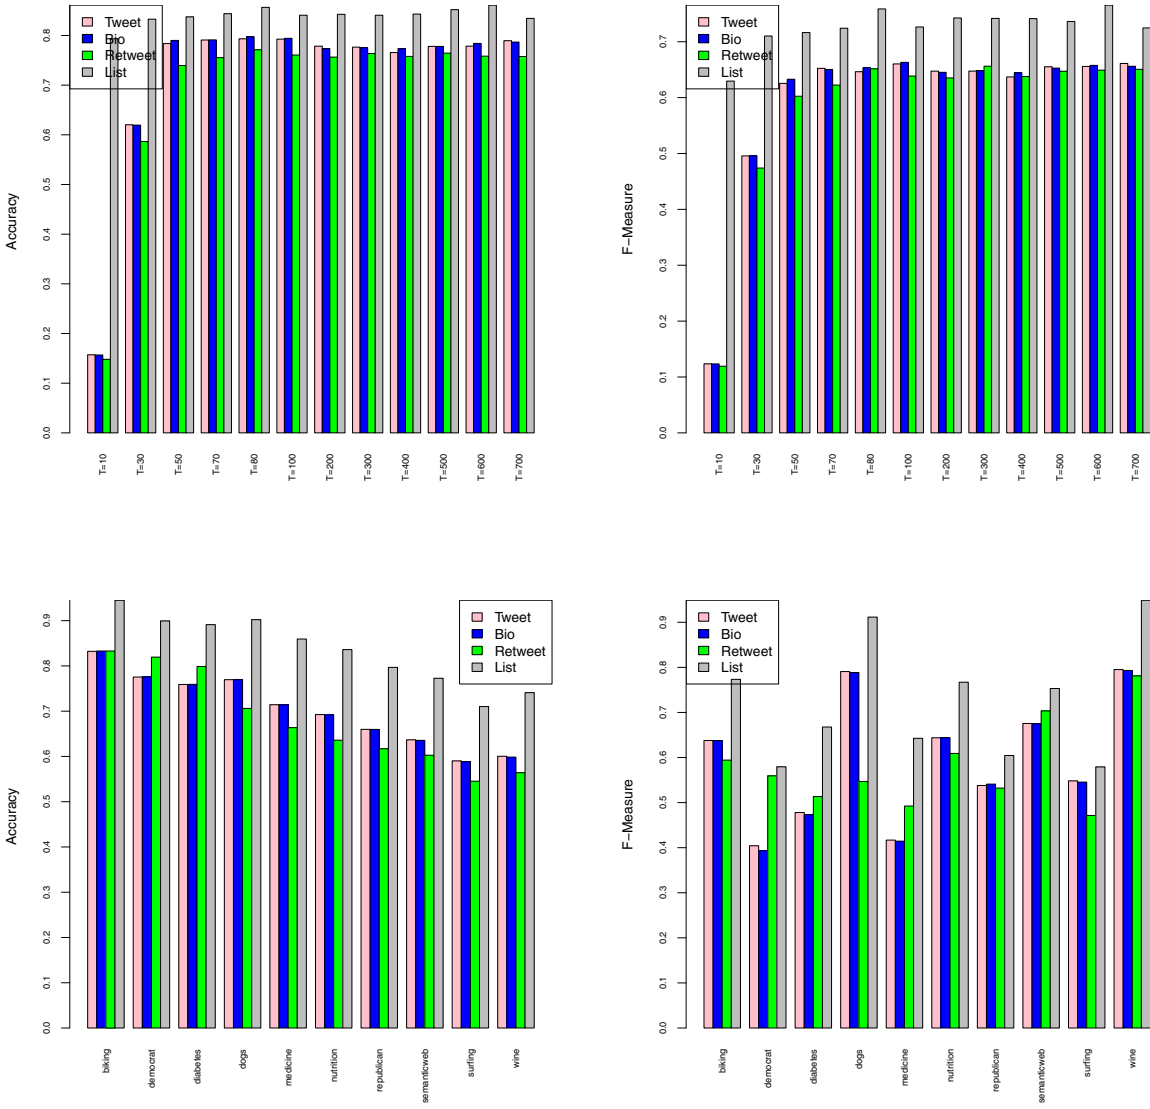 Tweet
Bio
Retweet
List
Accuracy
0.0
0.1
0.2
0.3
0.4
0.5
0.6
0.7
0.8
T=10
T=30
T=50
T=70
T=80
T=100
T=200
T=300
T=400
T=500
T=600
T=700
Tweet
Bio
Retweet
List
F-Measure
0.0
0.1
0.2
0.3
0.4
0.5
0.6
0.7
T=10
T=30
T=50
T=70
T=80
T=100
T=200
T=300
T=400
T=500
T=600
T=700
Tweet
Bio
Retweet
List
Accuracy
0.0
0.1
0.2
0.3
0.4
0.5
0.6
0.7
0.8
0.9
biking
democrat
diabetes
dogs
medicine
nutrition
republican
semanticweb
surfing
wine
Tweet
Bio
Retweet
List
F-Measure
0.0
0.1
0.2
0.3
0.4
0.5
0.6
0.7
0.8
0.9
biking
democrat
diabetes
dogs
medicine
nutrition
republican
semanticweb
surfing
wine